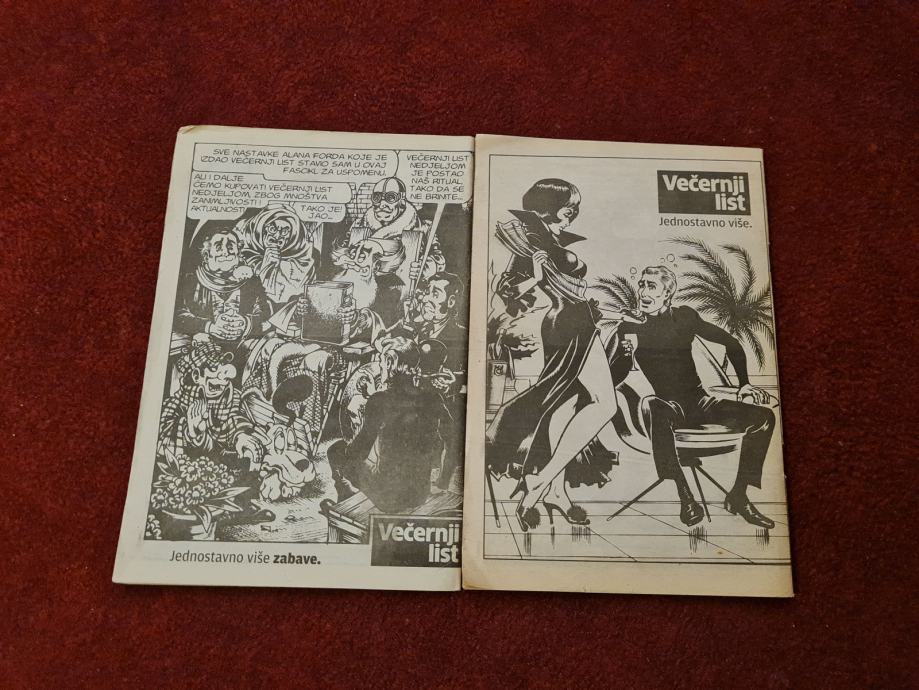 SVE NASTAVKE ALANA FORDA KOJE JE
IZDAO VEČERNJI LIST STAVIO SAM U OVAJ
FASCIKL ZA USPOMENU.
ALI I DALJE
ĆEMO KUPOVATI VEČERNJI LIST
NEDJELJOM, ZBOG MNOŠTVA
ZANIMLJIVOSTI I
AKTUALNOSTI
TAKO JE!
JAO...
VEČERNJI LIST
NEDJELJOM
JE POSTAO
NAŠ RITUAL,
TAKO DA SE
NE BRINITE...
Jednostavno više zabave.
Večernji
list
Večernji
list
Jednostavno više.